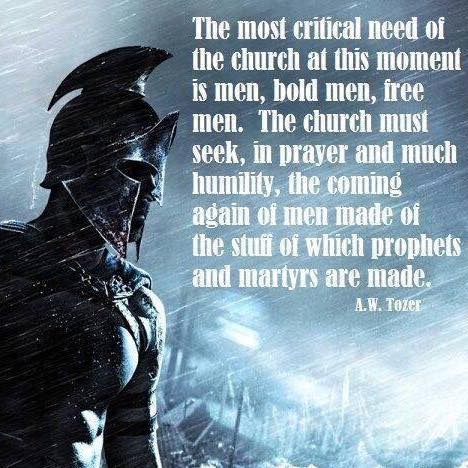 The most critical need of
the church at this moment
is men, bold men, free
men. The church must
seek, in prayer and much
humility, the coming
again of men made of
the stuff of which prophets
and martyrs are made.
A.W. Tozer